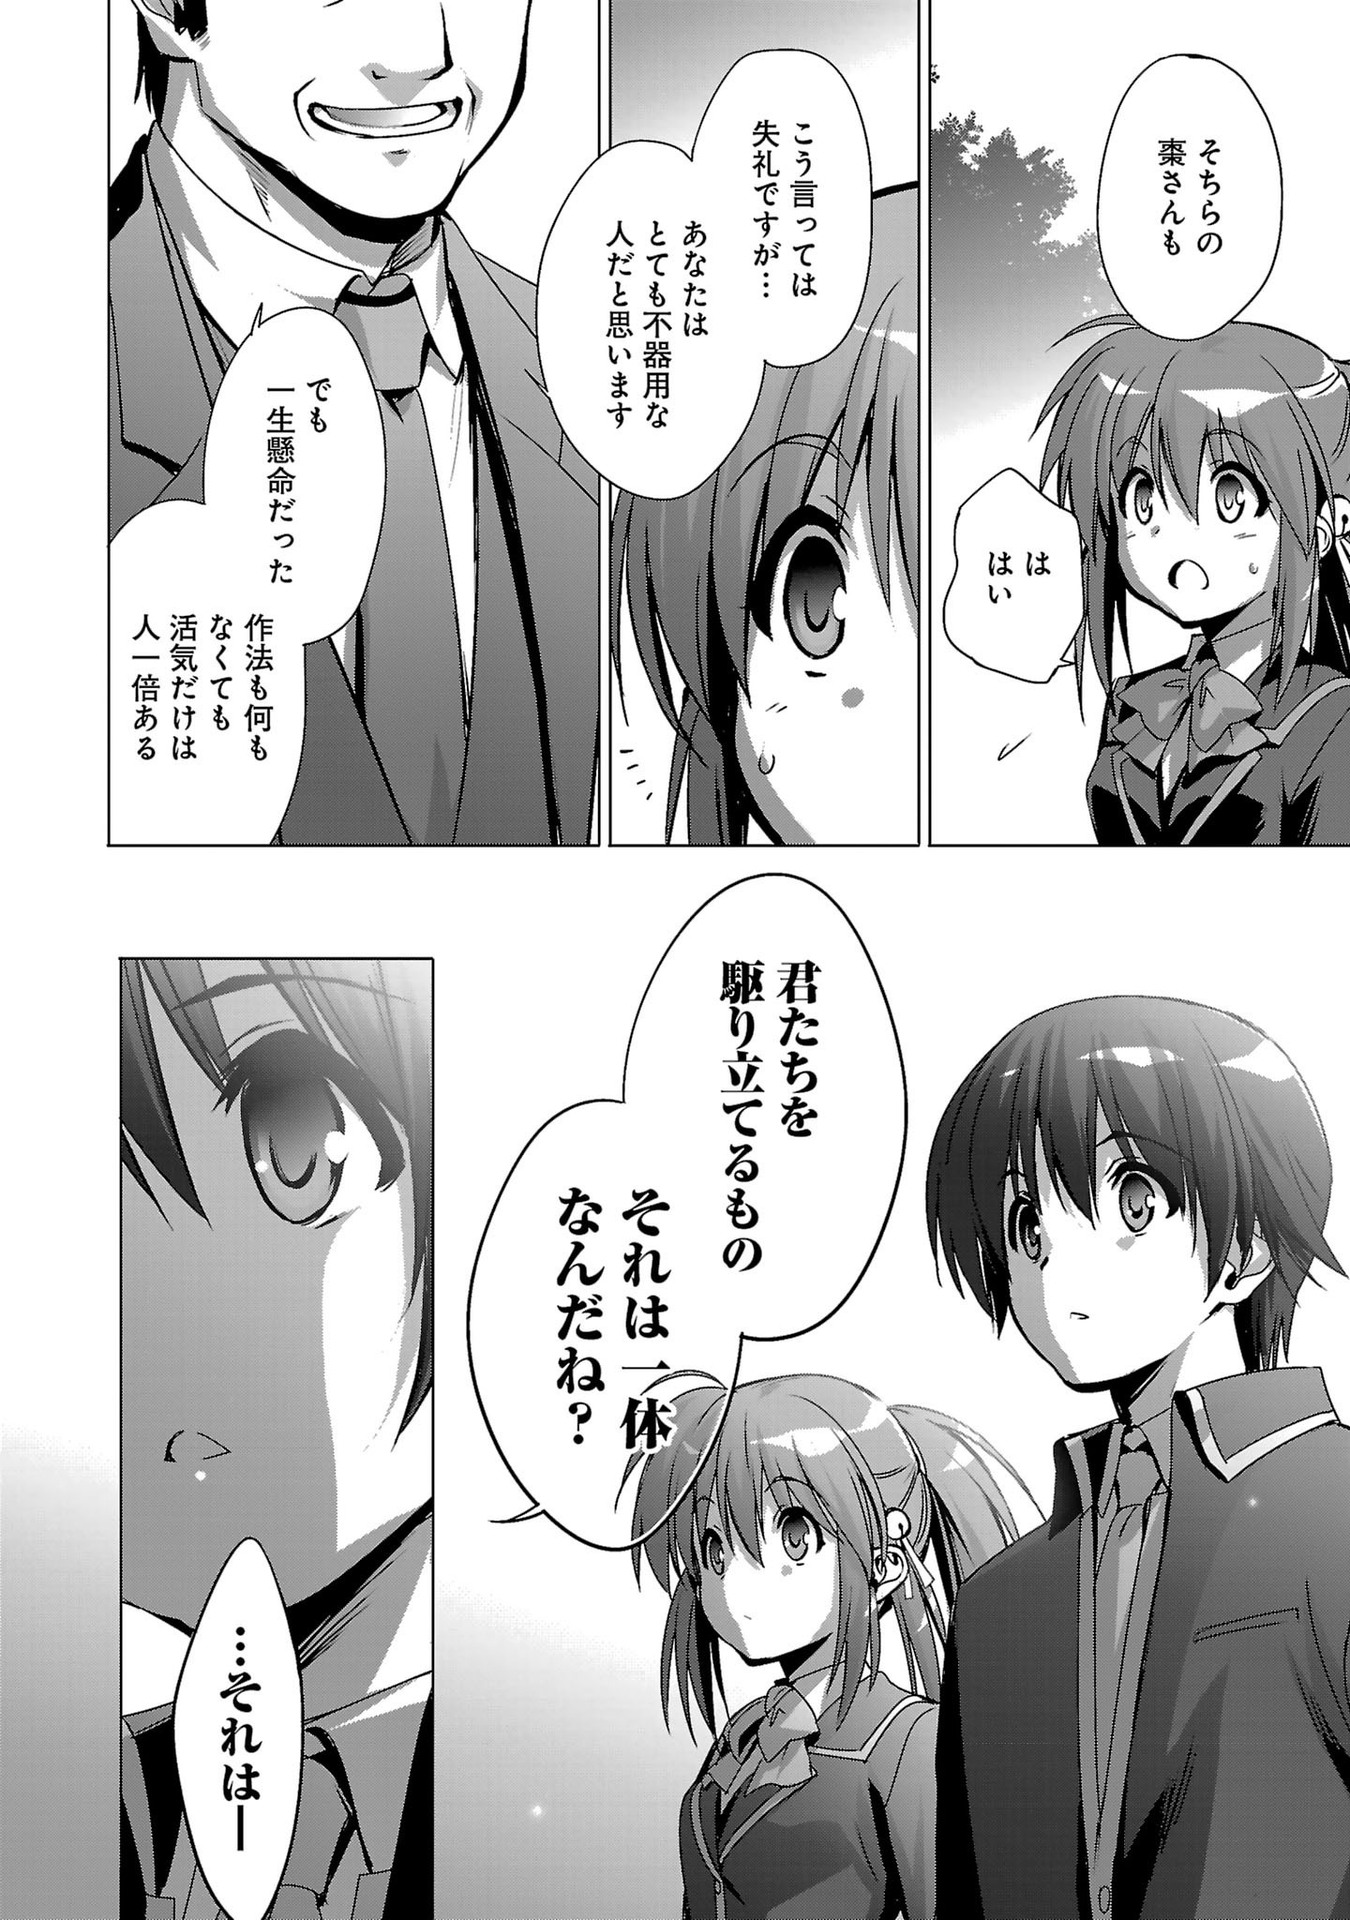 そちらの
棗さんも
は
はい
こう言っては
失礼ですが…
あなたは
とても不器用な
人だと思います
でも
一生懸命だった
作法も何も
なくても
活気だけは
人一倍ある
君たちを
駆り立てるもの
それは一体
なんだね？
…それは―